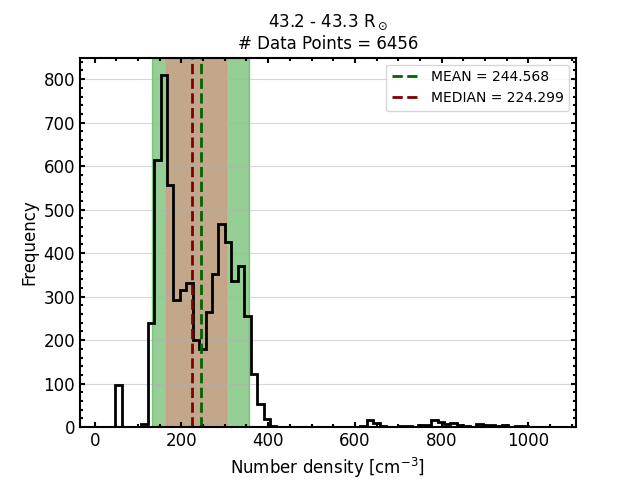 43.2 - 43.3 R$_\odot$
# Data Points = 6456
MEAN = 244.568
MEDIAN = 224.299
Frequency
800
700
600
500
400
300
200
100
0
0 200 400 600 800 1000
Number density [cm$^{-3}$]